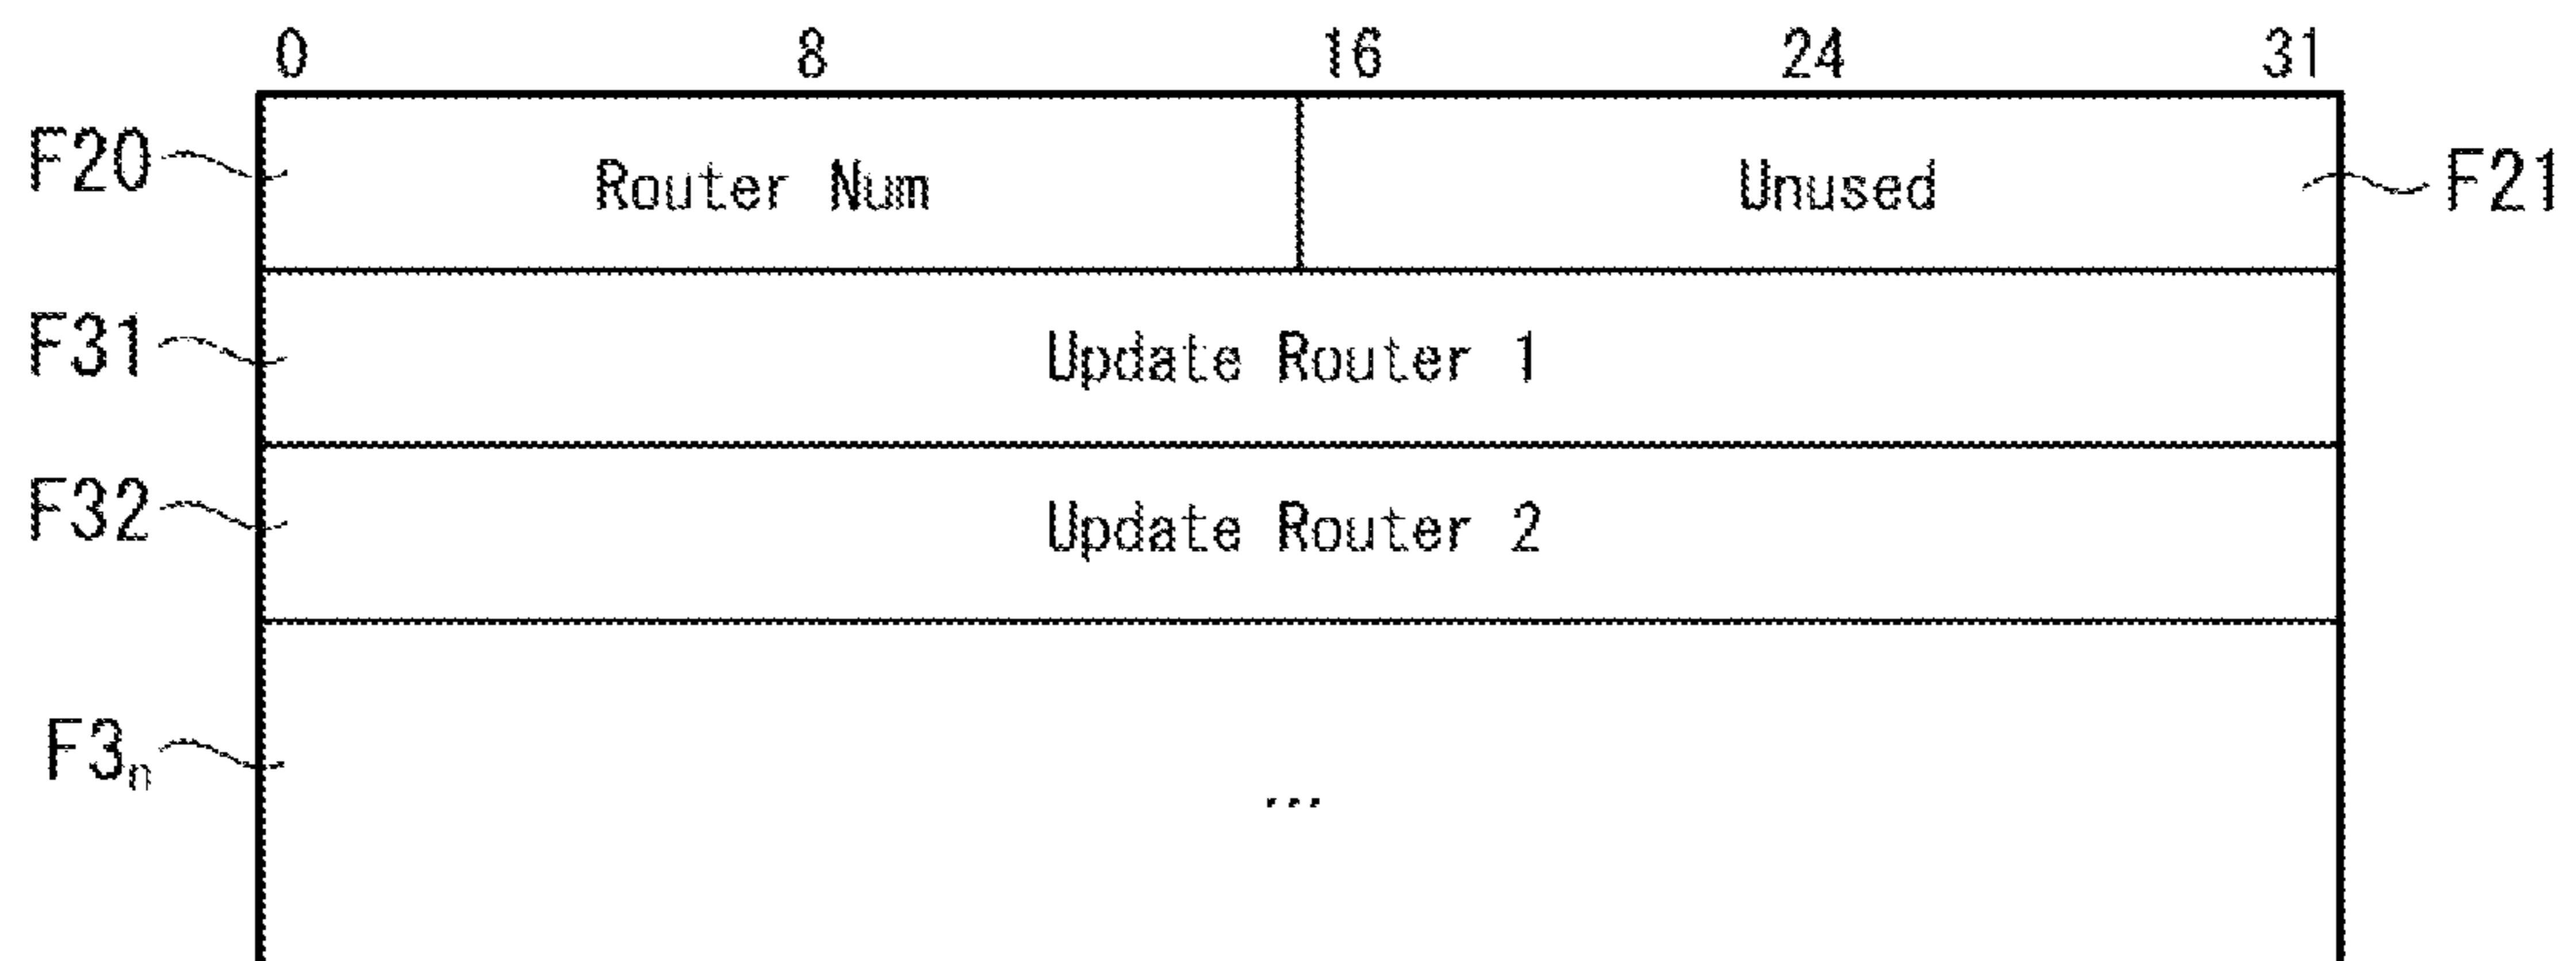 0 8 16 24 31
F20 Router Num Unused F21
F31 Update Router 1
F32 Update Router 2
F3n
...